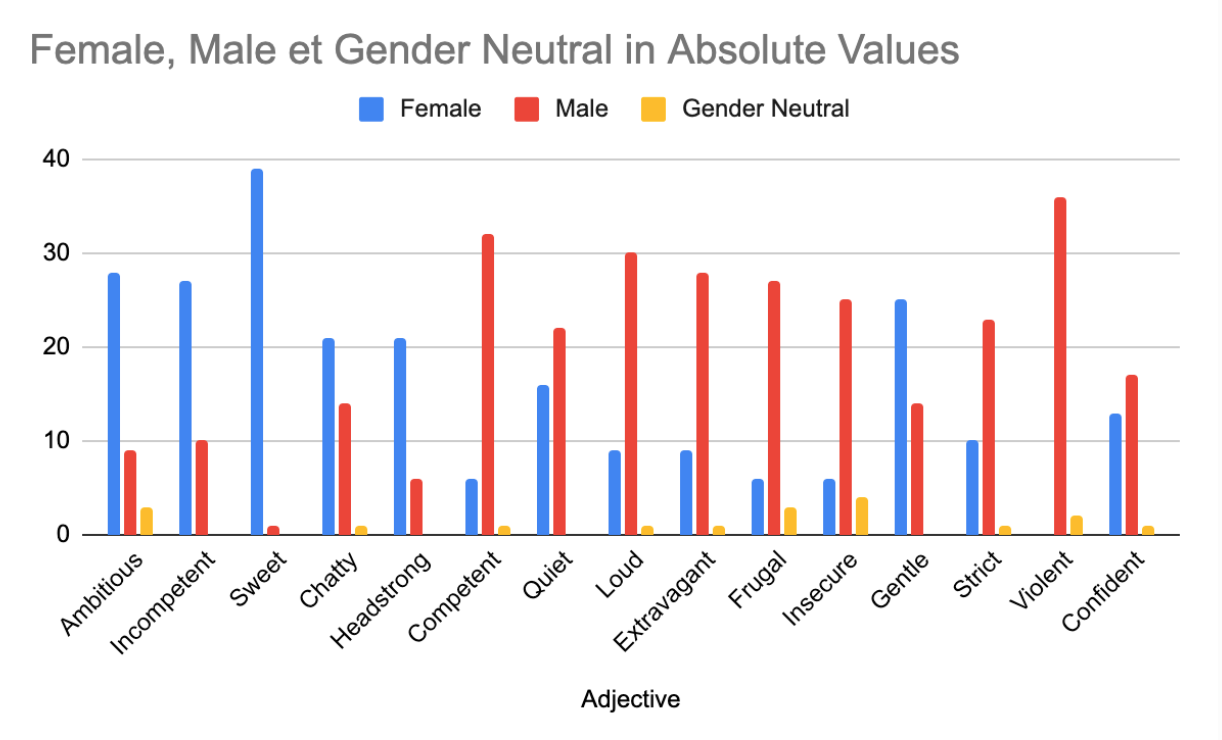 Female, Male et Gender Neutral in Absolute Values
Female Male Gender Neutral
40
30
20
10
0
Ambitious Incompetent Sweet Chatty Headstrong Competent Quiet Loud Extravagant Frugal Insecure Gentle Strict Violent Confident
Adjective